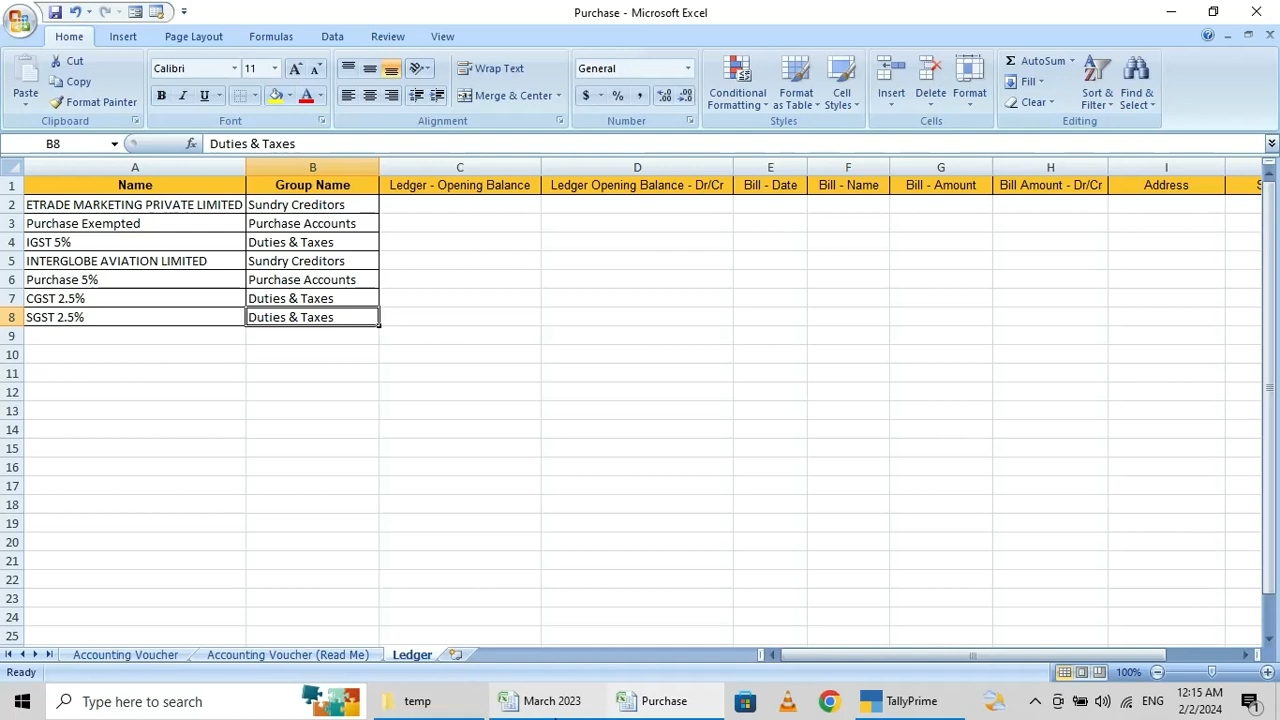 Purchase - Microsoft Excel
Home Insert Page Layout Formulas Data Review View
Paste Cut Copy Format Painter Clipboard
Calibri 11 B I U A Font
Wrap Text Merge & Center Alignment
General $ % , Number
Conditional Formatting Format as Table Cell Styles Styles
Insert Delete Format Cells
AutoSum Fill Clear Sort & Filter Find & Select Editing
B8 fx Duties & Taxes
A B C D E F G H I
1 Name Group Name Ledger - Opening Balance Ledger Opening Balance - Dr/Cr Bill - Date Bill - Name Bill - Amount Bill Amount - Dr/Cr Address S
2 ETRADE MARKETING PRIVATE LIMITED Sundry Creditors
3 Purchase Exempted Purchase Accounts
4 IGST 5% Duties & Taxes
5 INTERGLOBE AVIATION LIMITED Sundry Creditors
6 Purchase 5% Purchase Accounts
7 CGST 2.5% Duties & Taxes
8 SGST 2.5% Duties & Taxes
9
10
11
12
13
14
15
16
17
18
19
20
21
22
23
24
25
Accounting Voucher Accounting Voucher (Read Me) Ledger
Ready 100%
Type here to search temp March 2023 Purchase TallyPrime ENG 12:15 AM
2/2/2024 1